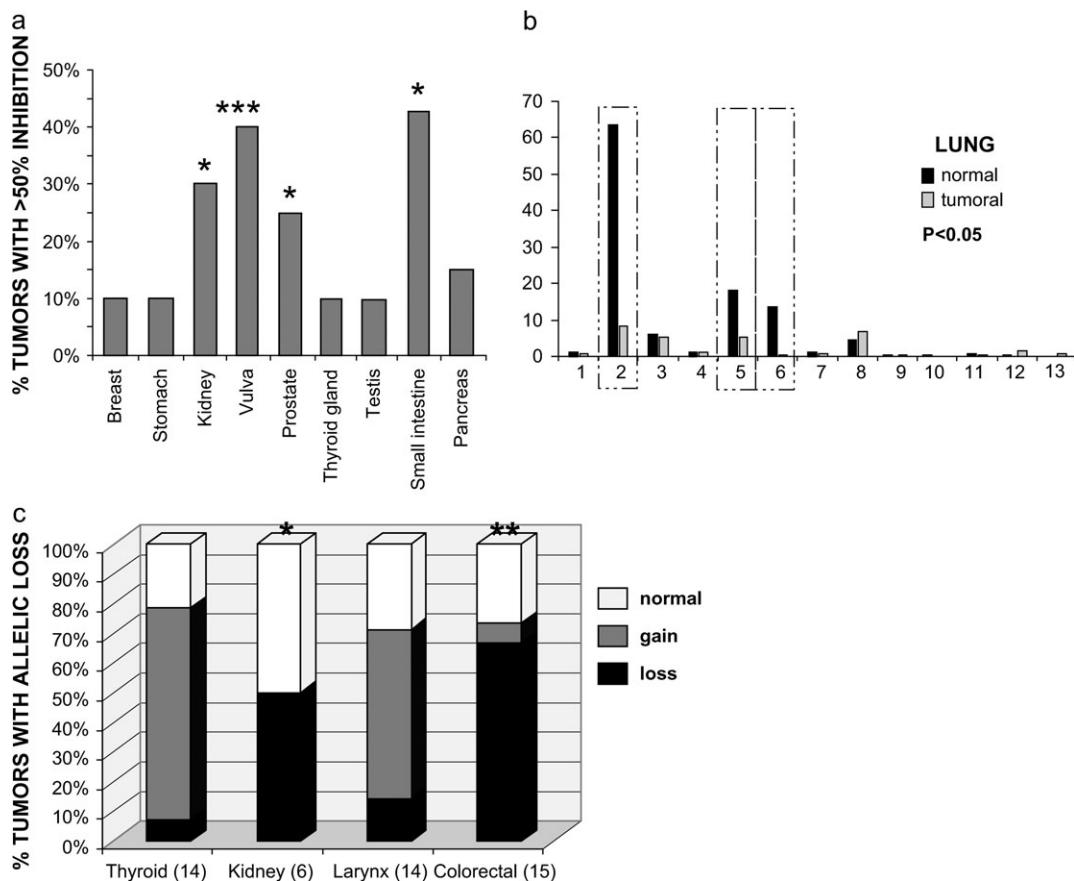 a
% TUMORS WITH >50% INHIBITION
50%
40%
30%
20%
10%
0%
*
***
*
*
Breast
Stomach
Kidney
Vulva
Prostate
Thyroid gland
Testis
Small intestine
Pancreas
b
70
60
50
40
30
20
10
0
1 2 3 4 5 6 7 8 9 10 11 12 13
LUNG
normal
tumoral
P<0.05
c
% TUMORS WITH ALLELIC LOSS
100%
90%
80%
70%
60%
50%
40%
30%
20%
10%
0%
*
**
Thyroid (14) Kidney (6) Larynx (14) Colorectal (15)
normal
gain
loss